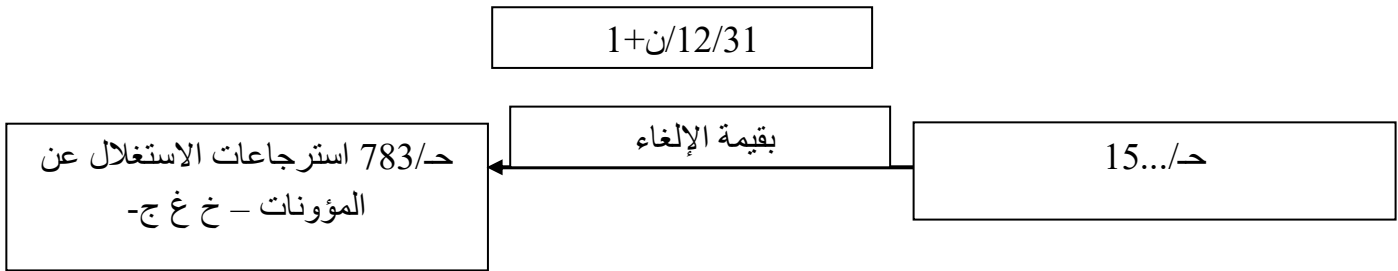 31/12/ن+1
بقيمة الإلغاء
حـ/...15
حـ/783 استرجاعات الاستغلال عن
المؤونات – خ غ ج-